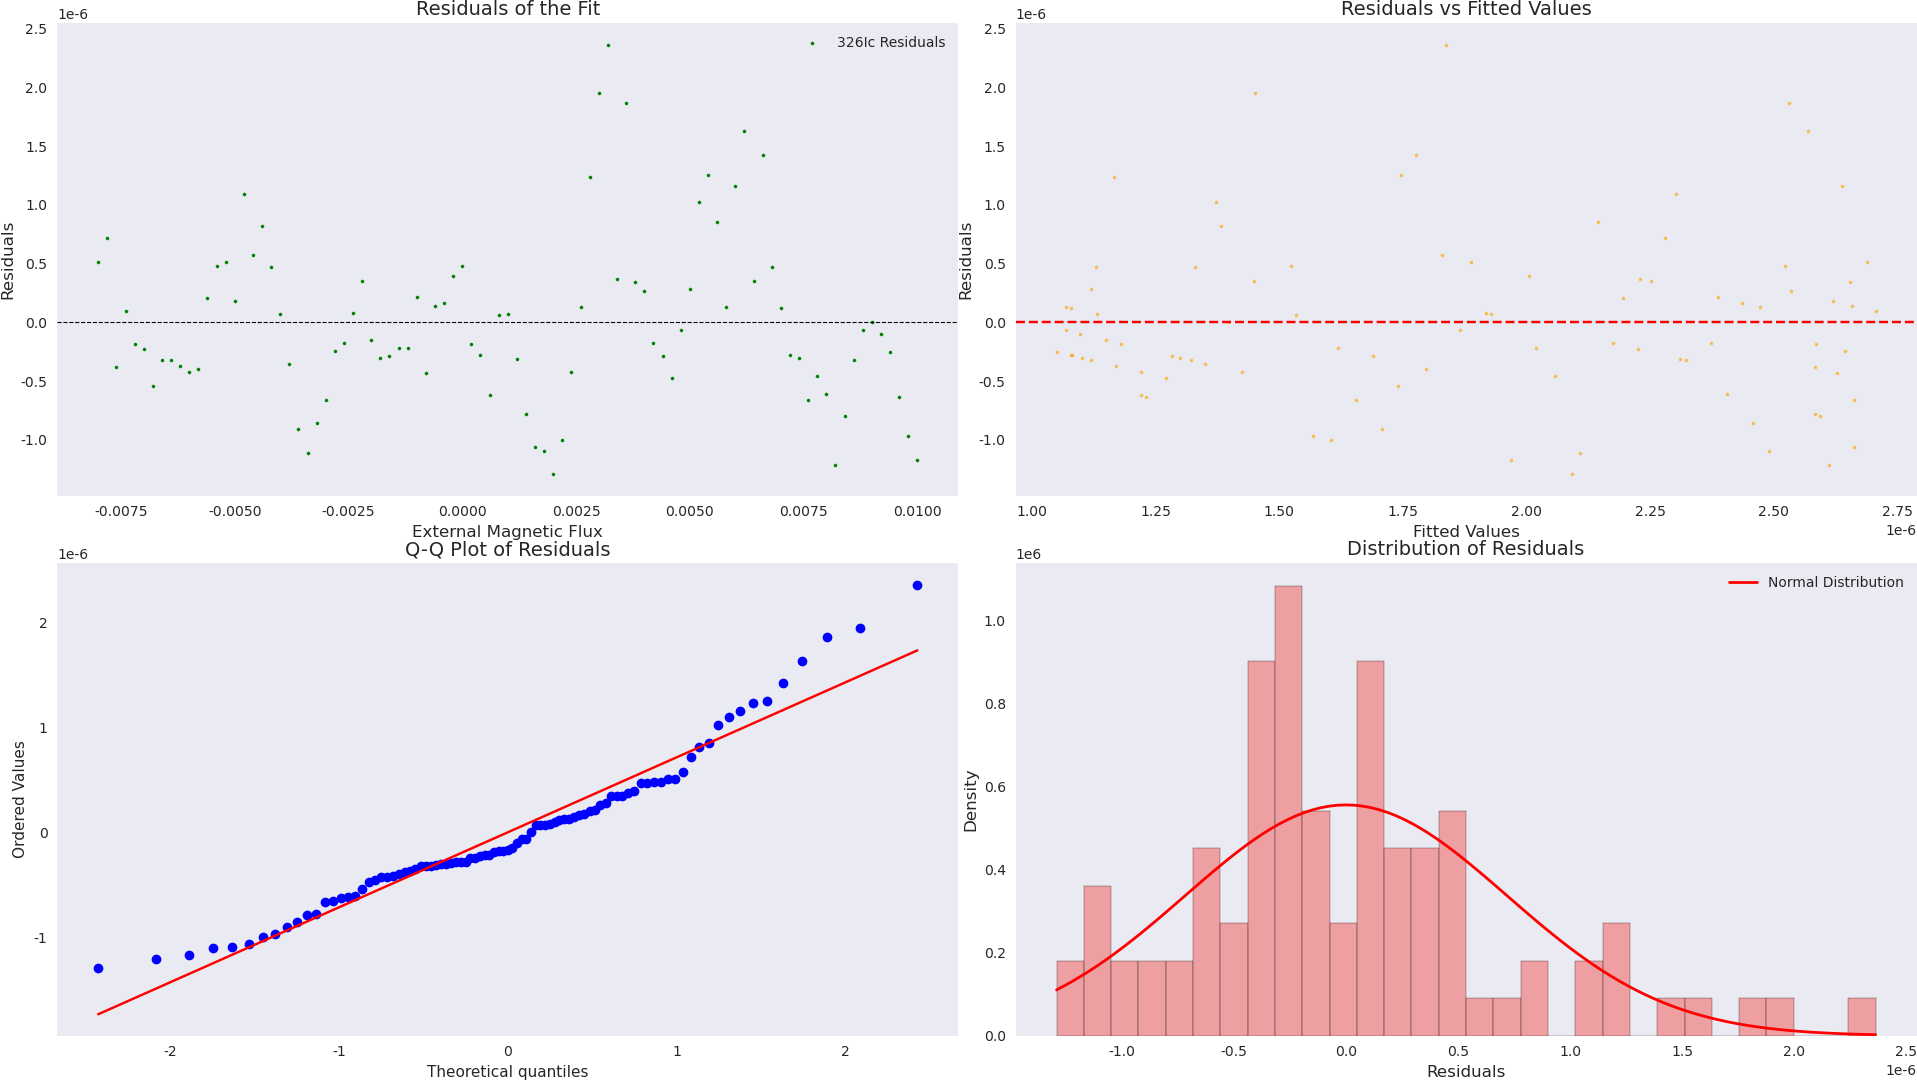 Residuals of the Fit
1e-6
326Ic Residuals
2.5
2.0
1.5
1.0
0.5
0.0
-0.5
-1.0
Residuals
-0.0075 -0.0050 -0.0025 0.0000 0.0025 0.0050 0.0075 0.0100
External Magnetic Flux
Residuals vs Fitted Values
1e-6
2.5
2.0
1.5
1.0
0.5
0.0
-0.5
-1.0
Residuals
1.00 1.25 1.50 1.75 2.00 2.25 2.50 2.75
1e-6
Fitted Values
Q-Q Plot of Residuals
1e-6
2
1
0
-1
Ordered Values
-2 -1 0 1 2
Theoretical quantiles
Distribution of Residuals
1e6
Normal Distribution
1.0
0.8
0.6
0.4
0.2
0.0
Density
-1.0 -0.5 0.0 0.5 1.0 1.5 2.0 2.5
1e-6
Residuals